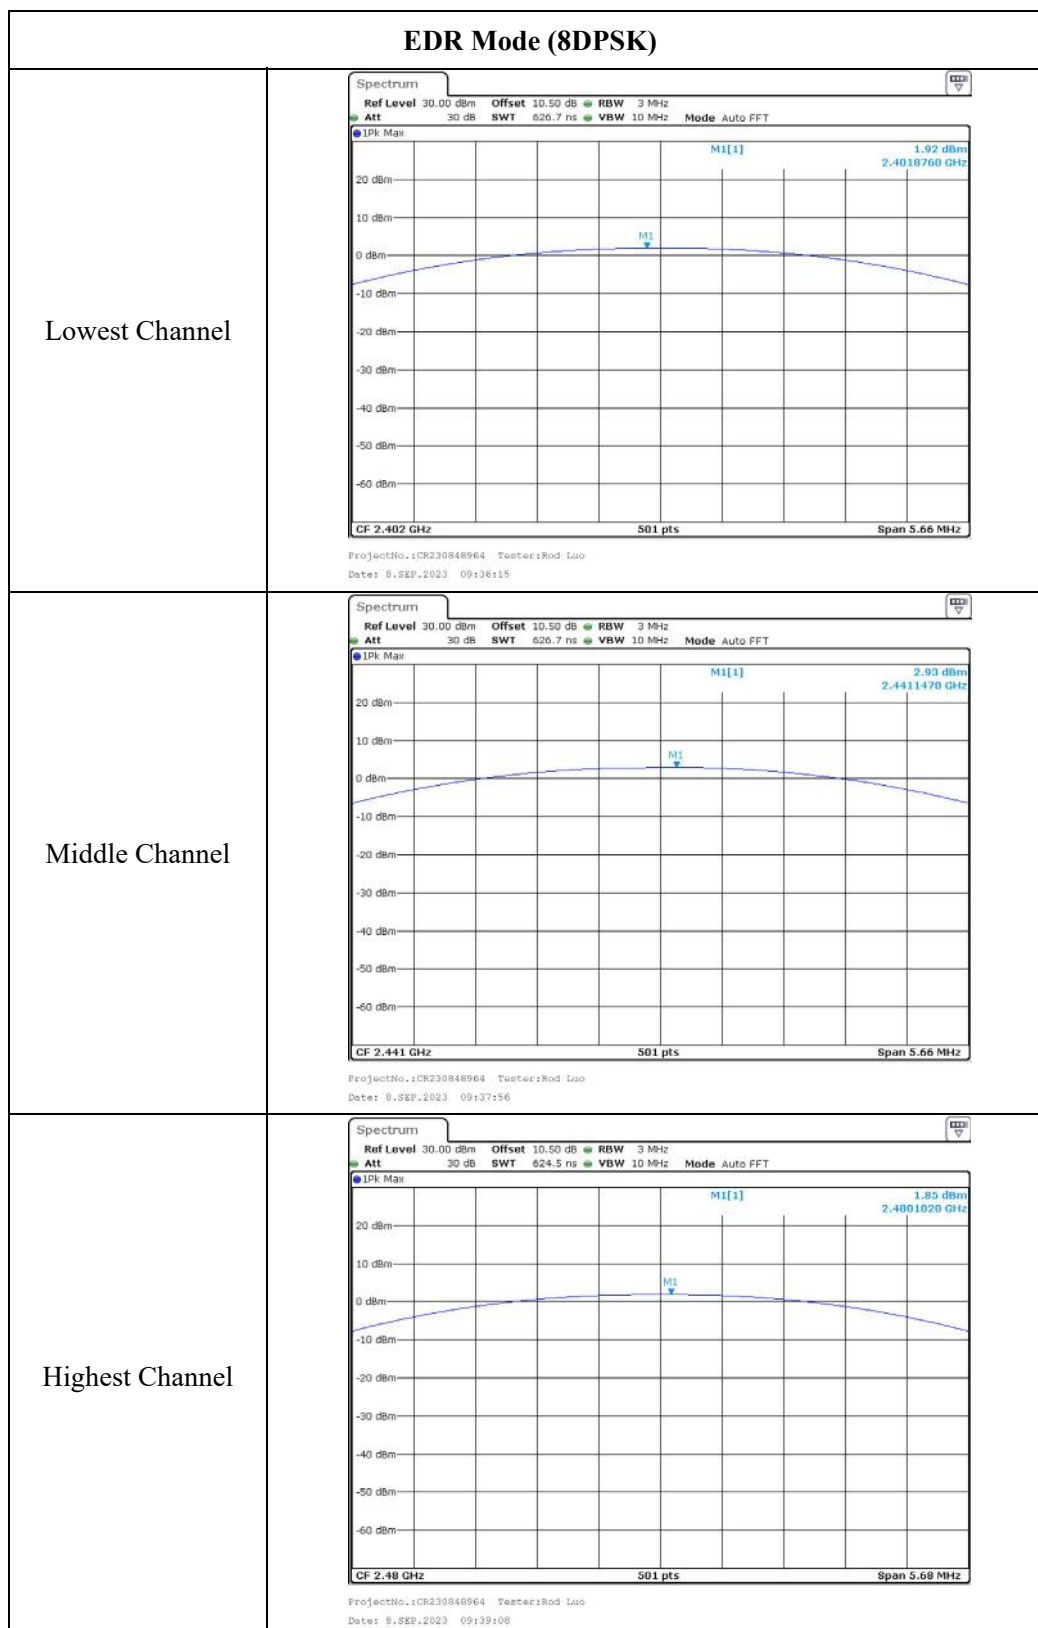 EDR Mode (8DPSK)
Lowest Channel
Spectrum
Ref Level 30.00 dBm Offset 10.50 dB RBW 3 MHz
Att 30 dB SWT 626.7 ns VBW 10 MHz Mode Auto FFT
1Pk Max
M1[1] 1.92 dBm
2.4018760 GHz
20 dBm
10 dBm
M1
0 dBm
-10 dBm
-20 dBm
-30 dBm
-40 dBm
-50 dBm
-60 dBm
CF 2.402 GHz 501 pts Span 5.66 MHz
ProjectNo.:CR230848964 Tester:Rod Luo
Date: 8.SEP.2023 09:36:15
Middle Channel
Spectrum
Ref Level 30.00 dBm Offset 10.50 dB RBW 3 MHz
Att 30 dB SWT 626.7 ns VBW 10 MHz Mode Auto FFT
1Pk Max
M1[1] 2.93 dBm
2.4411470 GHz
20 dBm
10 dBm
M1
0 dBm
-10 dBm
-20 dBm
-30 dBm
-40 dBm
-50 dBm
-60 dBm
CF 2.441 GHz 501 pts Span 5.66 MHz
ProjectNo.:CR230848964 Tester:Rod Luo
Date: 8.SEP.2023 09:37:56
Highest Channel
Spectrum
Ref Level 30.00 dBm Offset 10.50 dB RBW 3 MHz
Att 30 dB SWT 624.5 ns VBW 10 MHz Mode Auto FFT
1Pk Max
M1[1] 1.85 dBm
2.4801020 GHz
20 dBm
10 dBm
M1
0 dBm
-10 dBm
-20 dBm
-30 dBm
-40 dBm
-50 dBm
-60 dBm
CF 2.48 GHz 501 pts Span 5.68 MHz
ProjectNo.:CR230848964 Tester:Rod Luo
Date: 8.SEP.2023 09:39:08